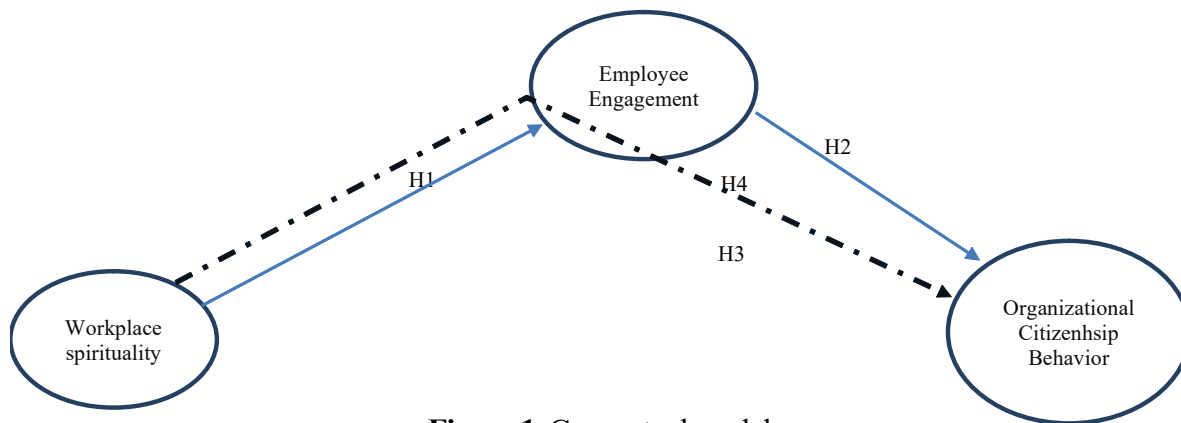 Employee
Engagement
H2
H1
H4
H3
Workplace
spirituality
Organizational
Citizenhsip
Behavior